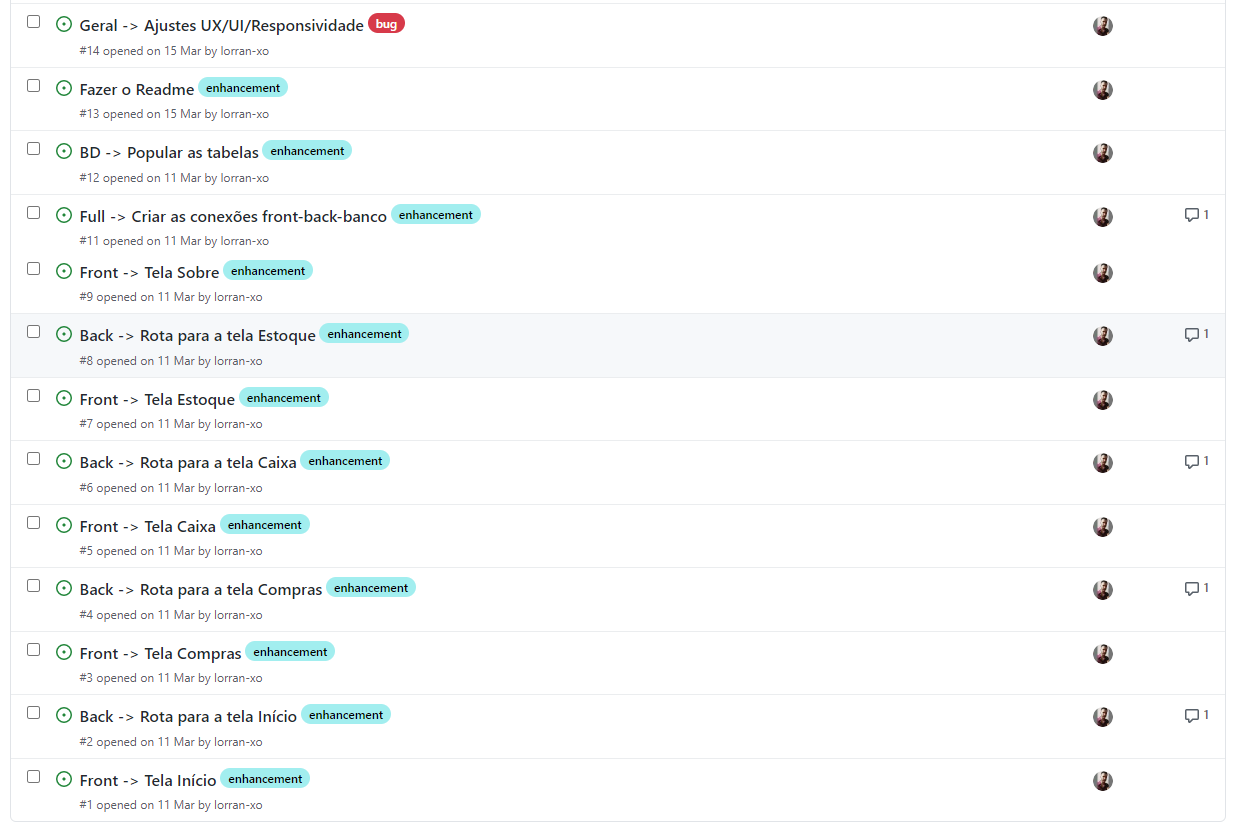 Geral -> Ajustes UX/UI/Responsividade bug
#14 opened on 15 Mar by lorran-xo
Fazer o Readme enhancement
#13 opened on 15 Mar by lorran-xo
BD -> Popular as tabelas enhancement
#12 opened on 11 Mar by lorran-xo
Full -> Criar as conexões front-back-banco enhancement 1
#11 opened on 11 Mar by lorran-xo
Front -> Tela Sobre enhancement
#9 opened on 11 Mar by lorran-xo
Back -> Rota para a tela Estoque enhancement 1
#8 opened on 11 Mar by lorran-xo
Front -> Tela Estoque enhancement
#7 opened on 11 Mar by lorran-xo
Back -> Rota para a tela Caixa enhancement 1
#6 opened on 11 Mar by lorran-xo
Front -> Tela Caixa enhancement
#5 opened on 11 Mar by lorran-xo
Back -> Rota para a tela Compras enhancement 1
#4 opened on 11 Mar by lorran-xo
Front -> Tela Compras enhancement
#3 opened on 11 Mar by lorran-xo
Back -> Rota para a tela Início enhancement 1
#2 opened on 11 Mar by lorran-xo
Front -> Tela Início enhancement
#1 opened on 11 Mar by lorran-xo